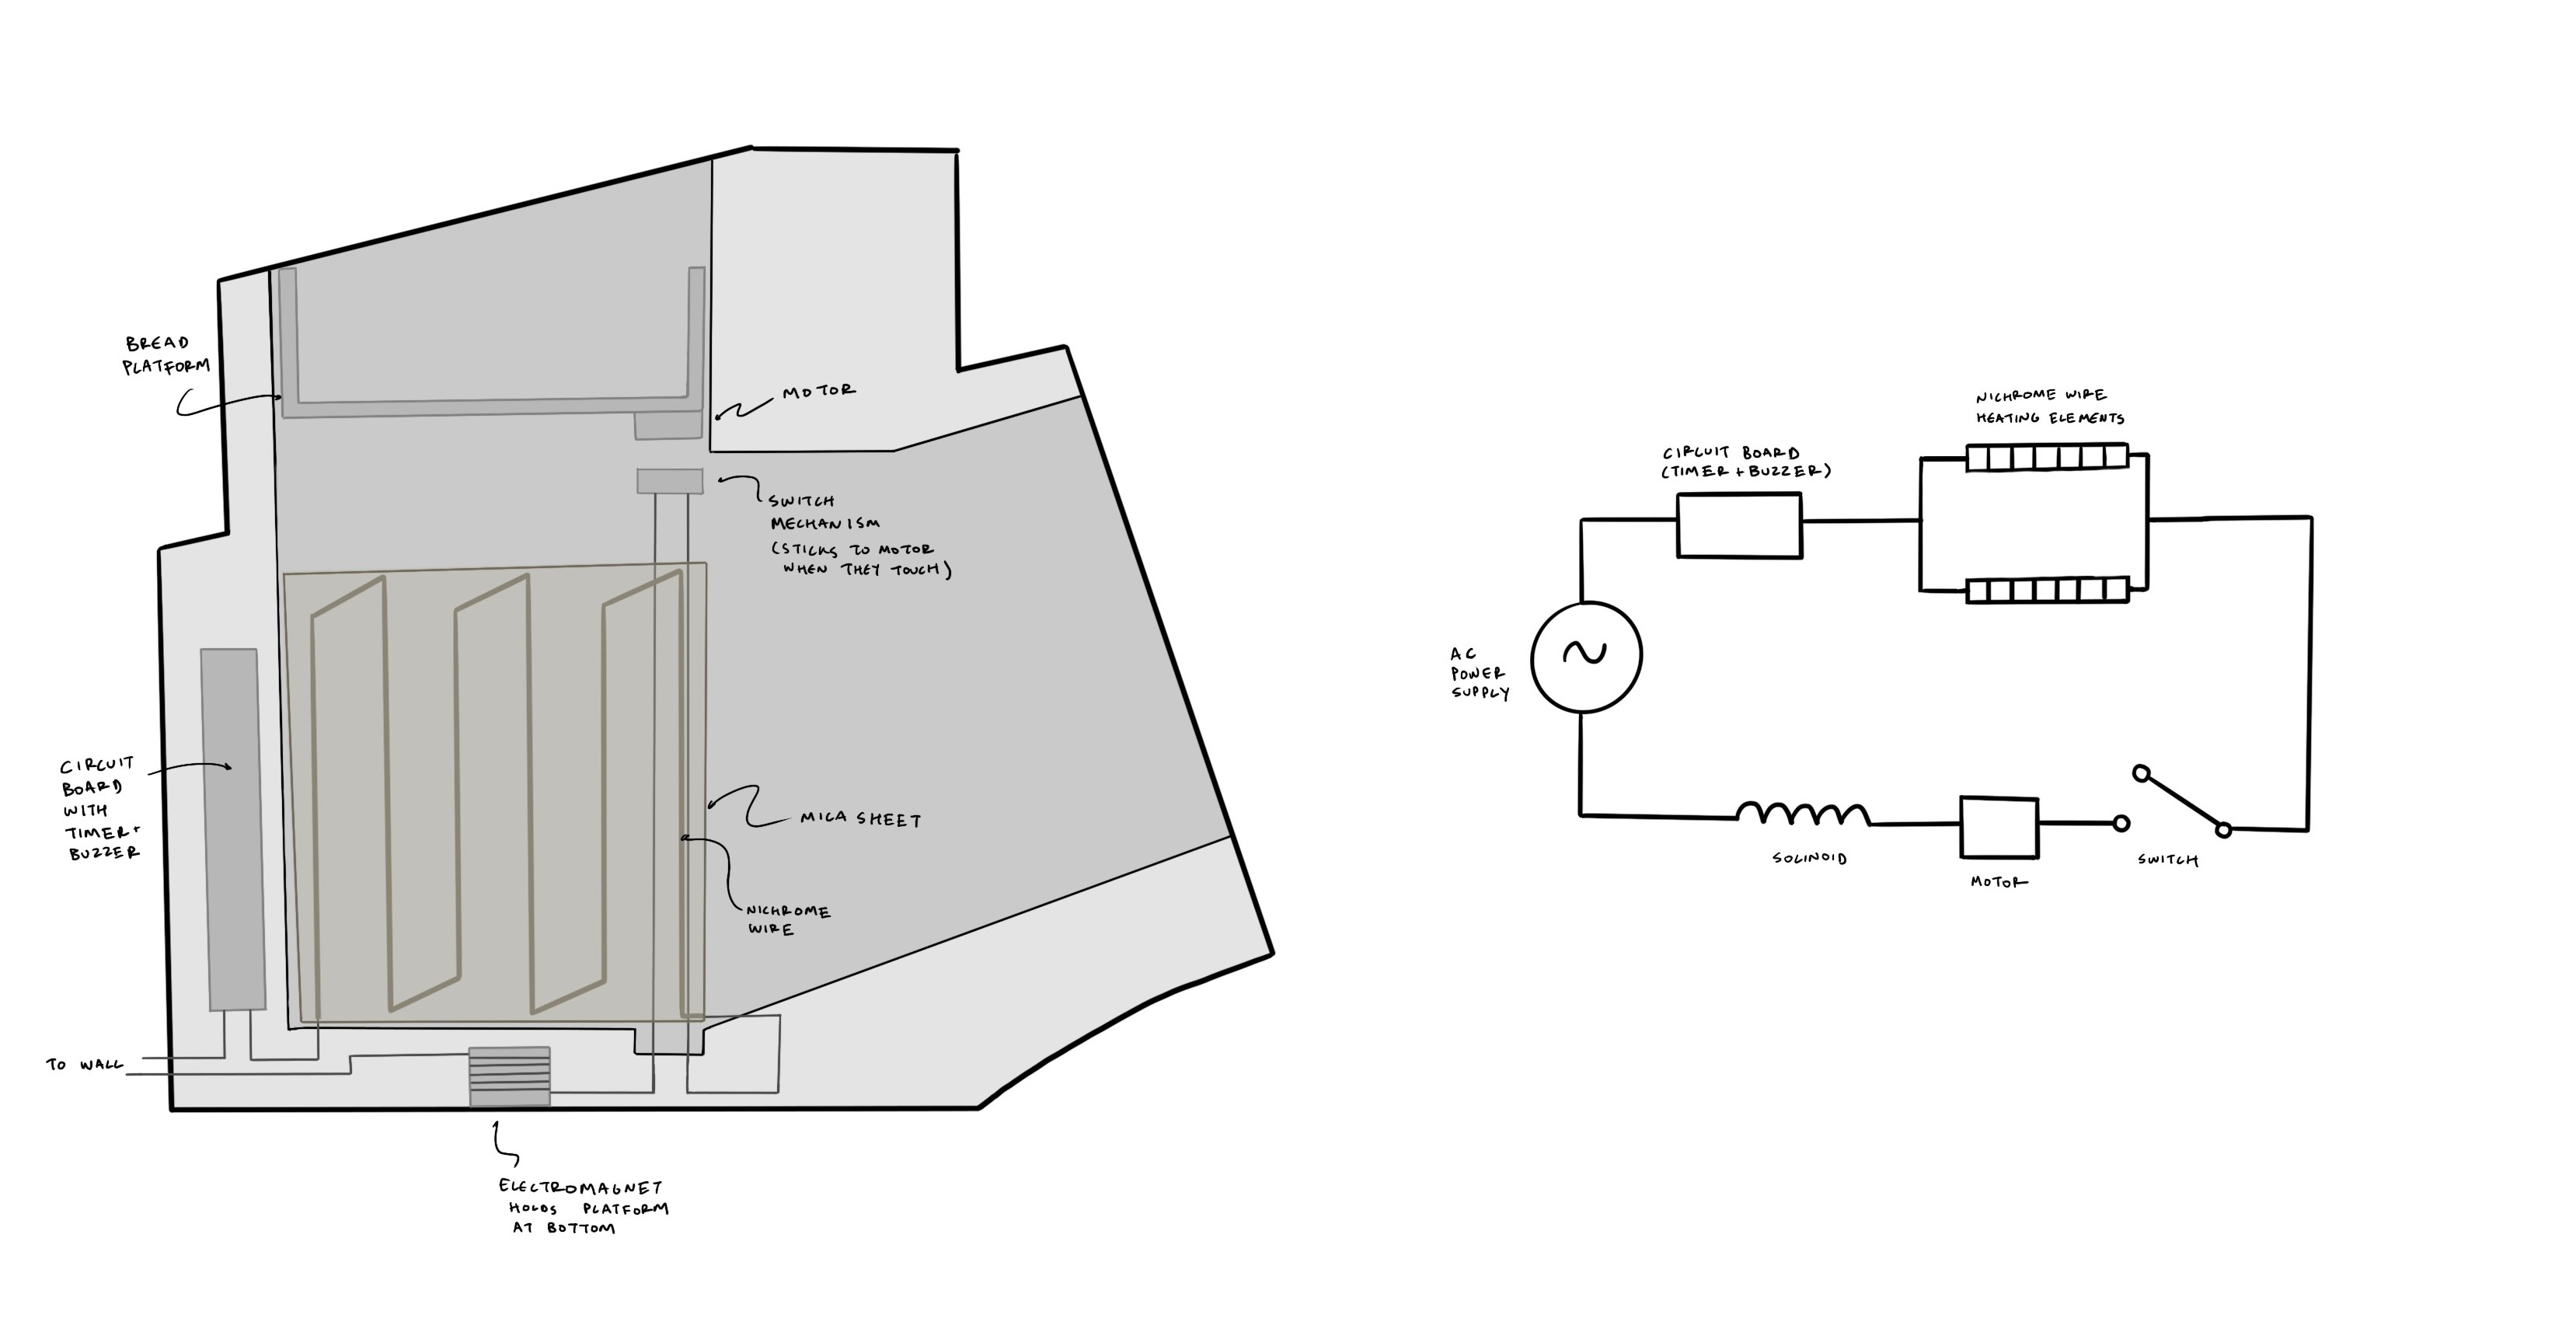 BREAD
PLATFORM
MOTOR
SWITCH
MECHANISM
(STICKS TO MOTOR
WHEN THEY TOUCH)
CIRCUIT
BOARD
WITH
TIMER+
BUZZER
MICA SHEET
NICHROME
WIRE
TO WALL
ELECTROMAGNET
HOLDS PLATFORM
AT BOTTOM
NICHROME WIRE
HEATING ELEMENTS
CIRCUIT BOARD
(TIMER + BUZZER)
AC
POWER
SUPPLY
SOLINOID
MOTOR
SWITCH